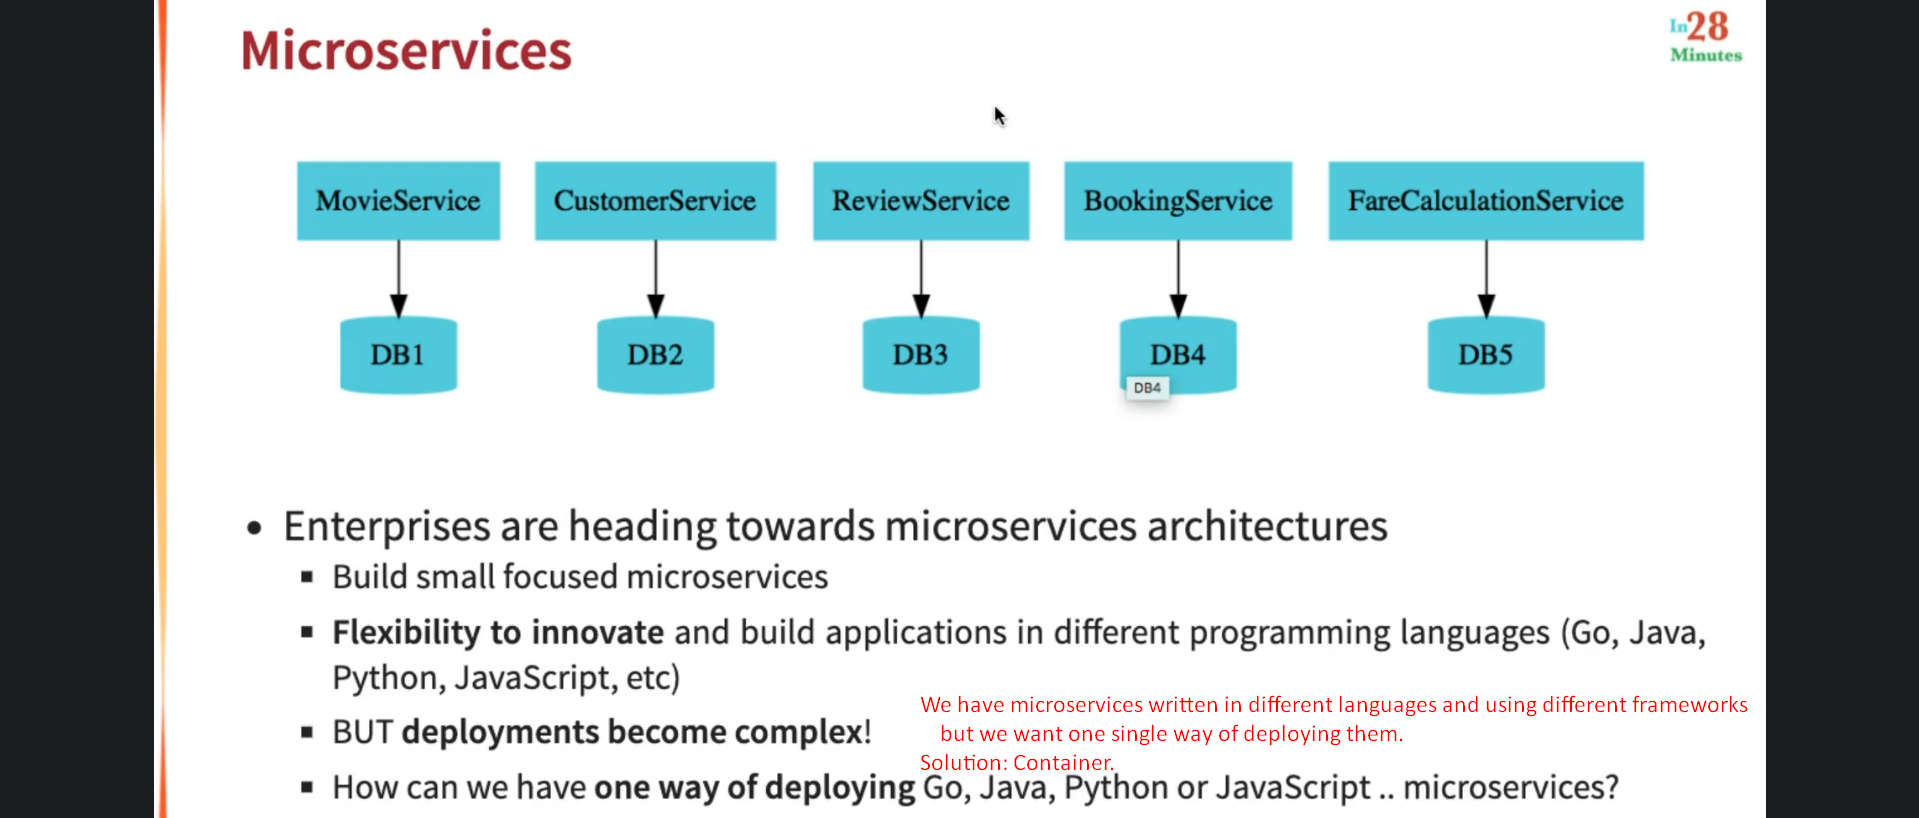 Microservices
In28
Minutes
MovieService
CustomerService
ReviewService
BookingService
FareCalculationService
DB1
DB2
DB3
DB4
DB5
DB4
• Enterprises are heading towards microservices architectures
▪ Build small focused microservices
▪ Flexibility to innovate and build applications in different programming languages (Go, Java,
Python, JavaScript, etc)
We have microservices written in different languages and using different frameworks
▪ BUT deployments become complex!
but we want one single way of deploying them.
Solution: Container.
▪ How can we have one way of deploying Go, Java, Python or JavaScript .. microservices?